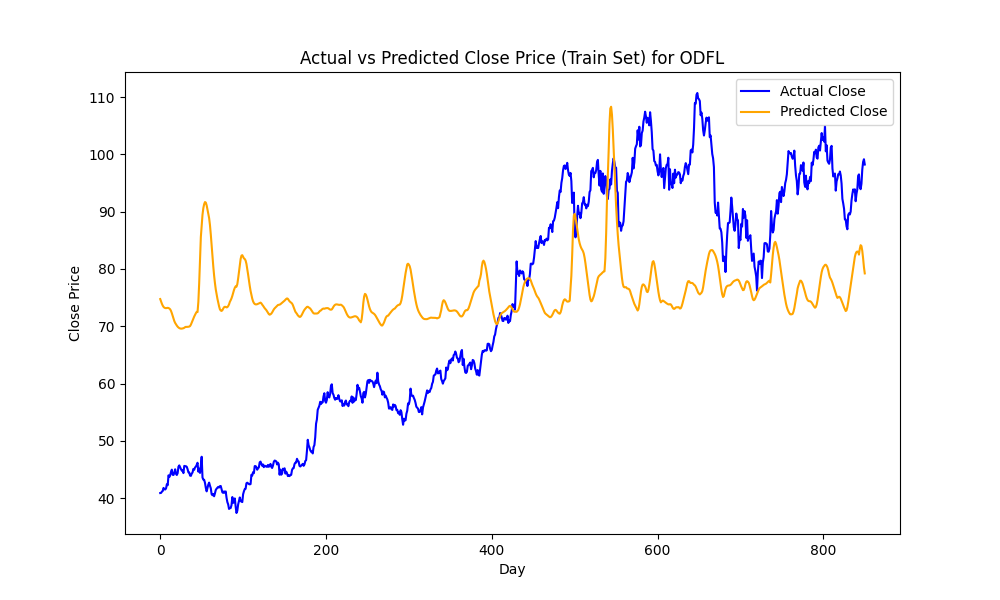 Actual vs Predicted Close Price (Train Set) for ODFL
Actual Close
Predicted Close
Close Price
110
100
90
80
70
60
50
40
0 200 400 600 800
Day